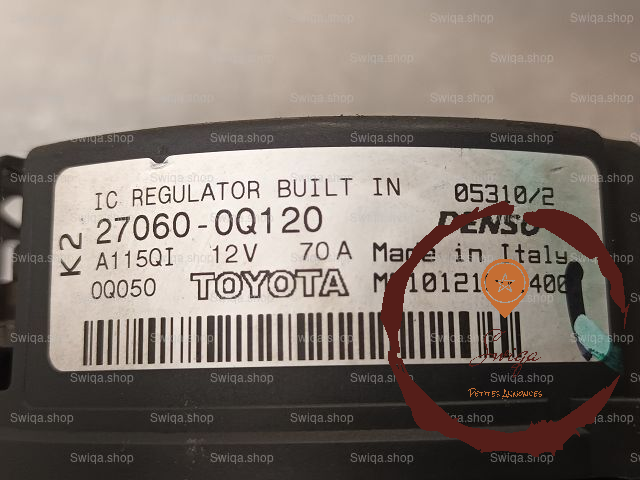 IC REGULATOR BUILT IN
05310/2
K2
27060-0Q120
DENSO
A115QI 12V 70A
Made in Italy
0Q050
TOYOTA
Swiqa
PETITES ANNONCES
Swiqa.shop